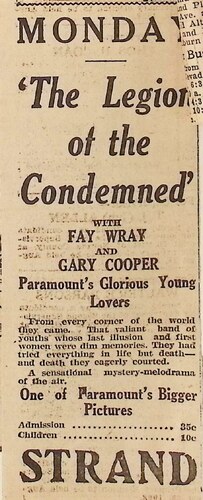 MONDAY
'The Legion
of the
Condemned'
WITH
FAY WRAY
AND
GARY COOPER
Paramount's Glorious Young
Lovers
From every corner of the world
they came. That valiant band of
youths whose last illusion and first
women were dim memories. They had
tried everything in life but death—
and death they eagerly courted.
A sensational mystery-melodrama
of the air.
One of Paramount's Bigger
Pictures
Admission .................. 35c
Children .................... 10c
STRAND